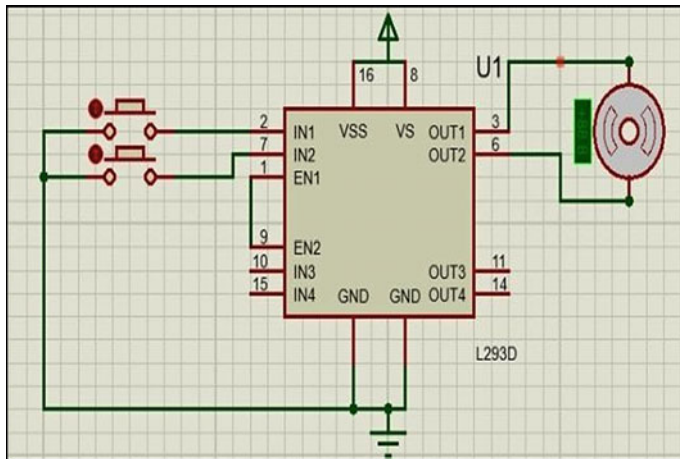 16 8
U1
2 IN1 VSS VS OUT1 3
7 IN2 OUT2 6
1 EN1
9 EN2
10 IN3 OUT3 11
15 IN4 GND GND OUT4 14
L293D